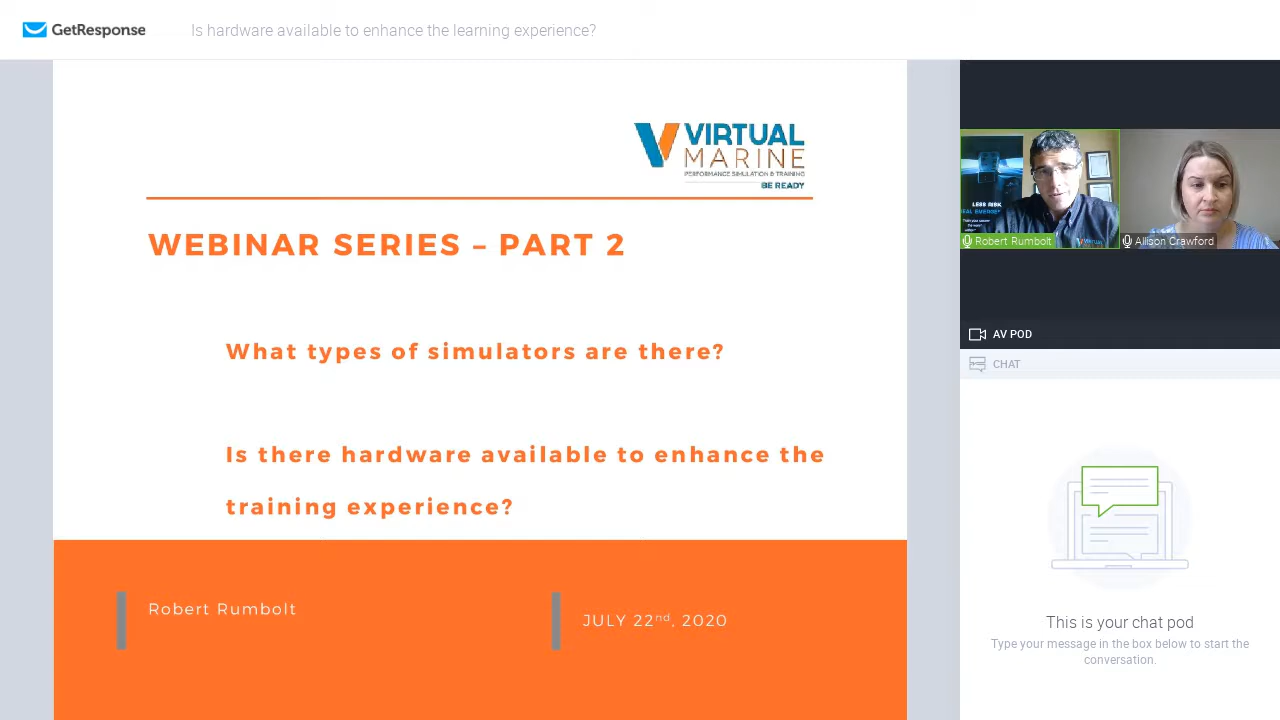 GetResponse
Is hardware available to enhance the learning experience?
VIRTUAL
MARINE
PERFORMANCE SIMULATION & TRAINING
BE READY
WEBINAR SERIES – PART 2
What types of simulators are there?
Is there hardware available to enhance the
training experience?
Robert Rumbolt
JULY 22nd, 2020
LESS RISK
Robert Rumbolt
Allison Crawford
AV POD
CHAT
This is your chat pod
Type your message in the box below to start the
conversation.